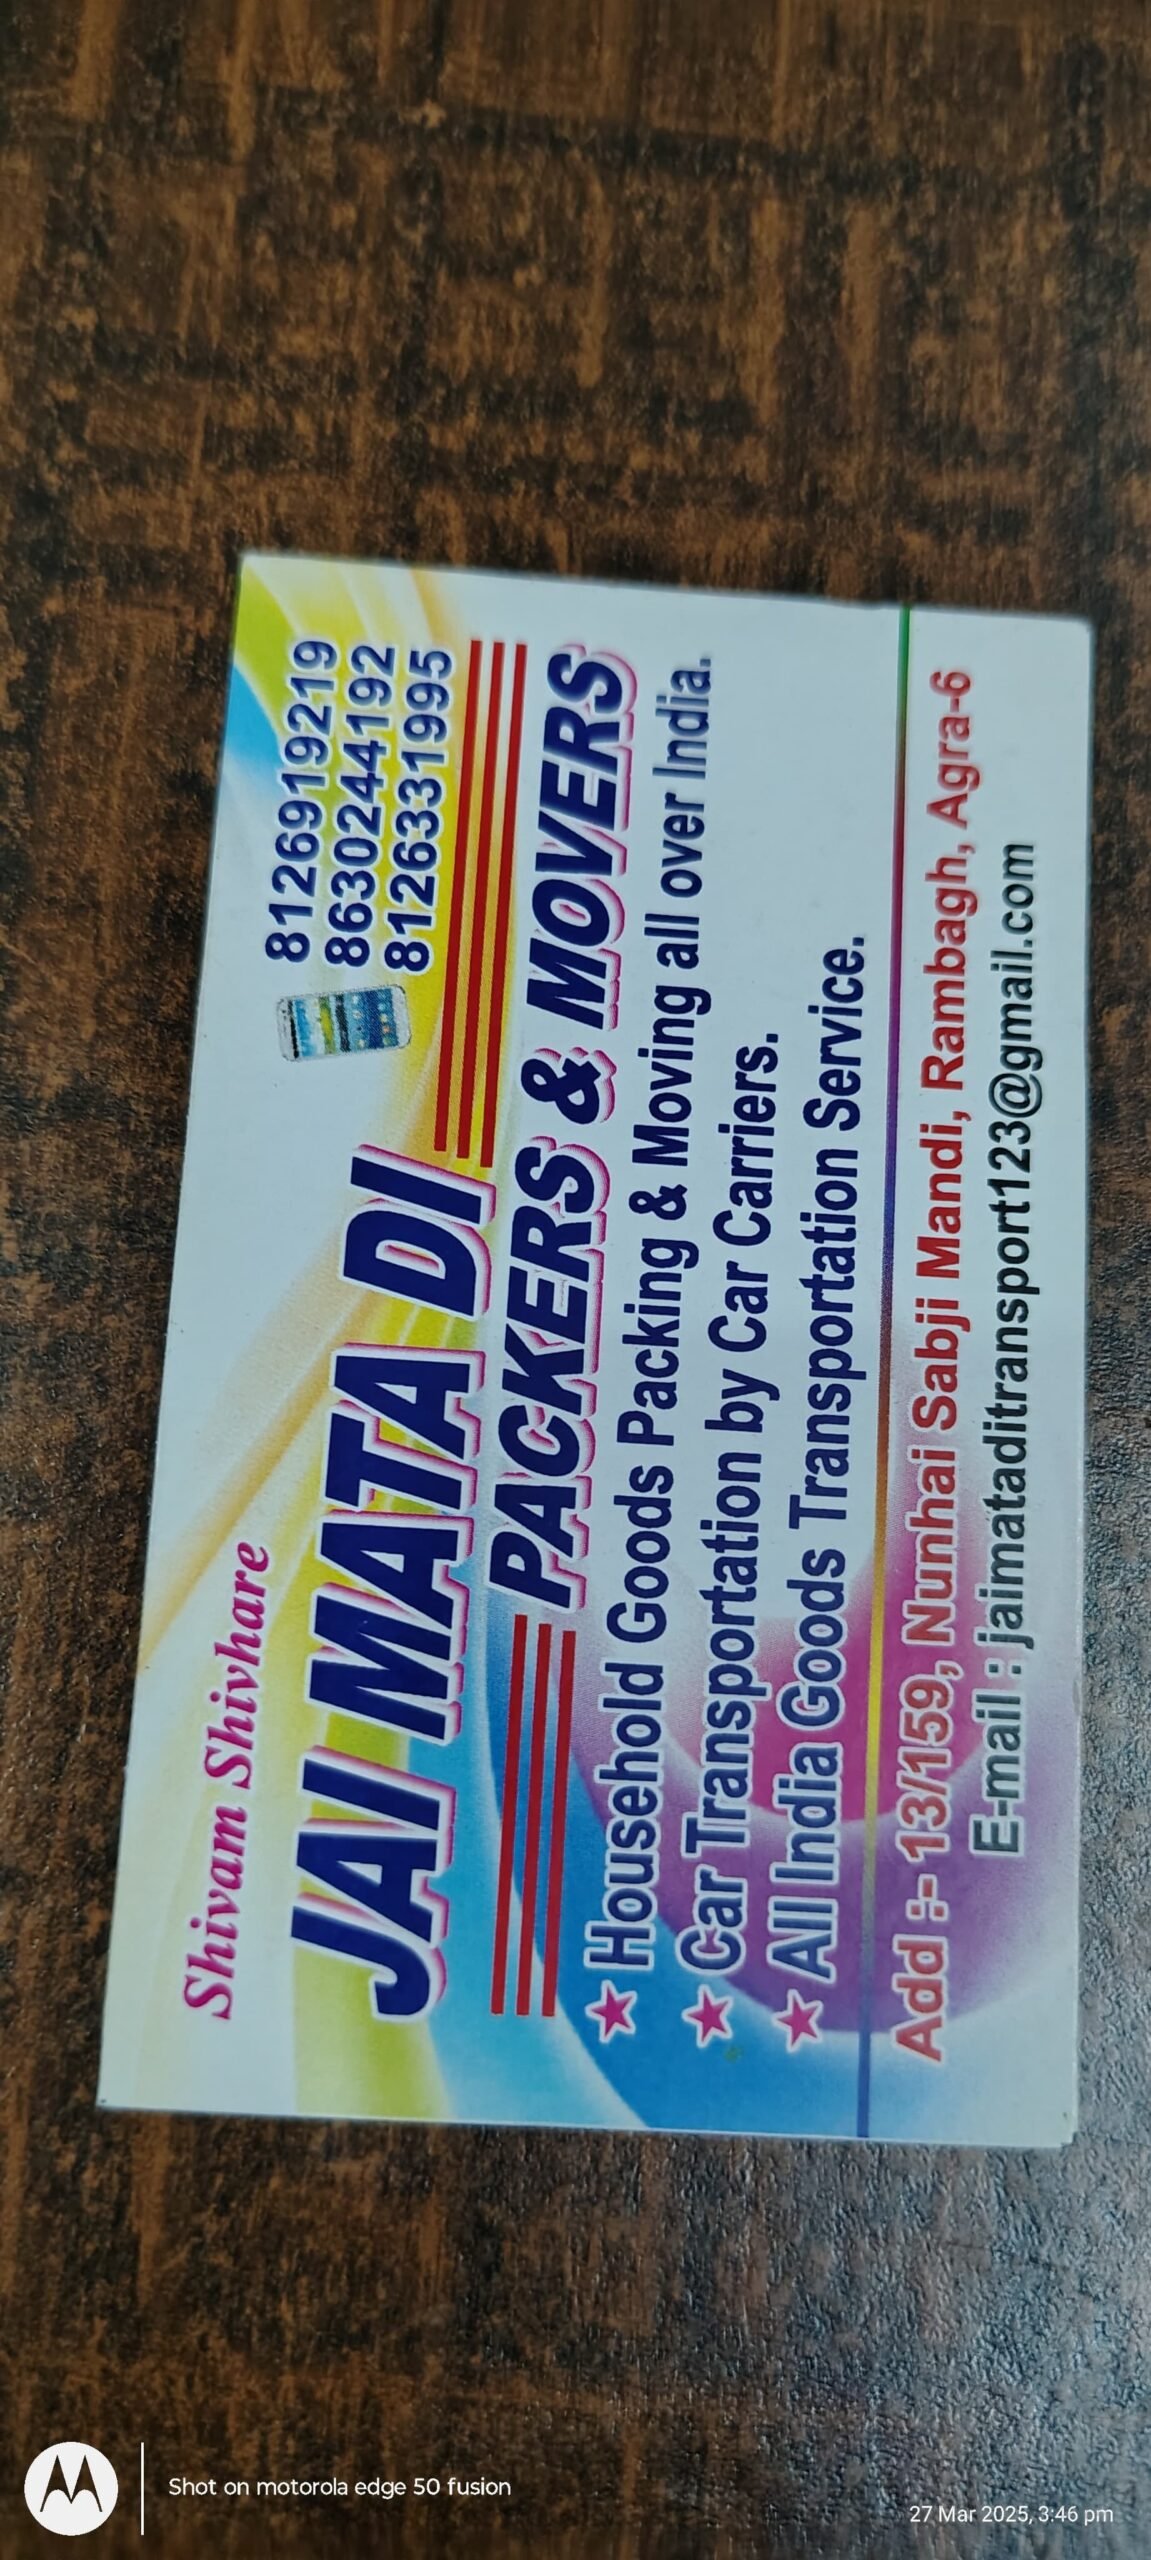 Shivam Shivhare
8126919219
8630244192
8126331995
JAI MATA DI
PACKERS & MOVERS
Household Goods Packing & Moving all over India.
Car Transportation by Car Carriers.
All India Goods Transportation Service.
Add :- 13/159, Nunhai Sabji Mandi, Rambagh, Agra-6
E-mail : jaimataditransport123@gmail.com
Shot on motorola edge 50 fusion
27 Mar 2025, 3:46 pm